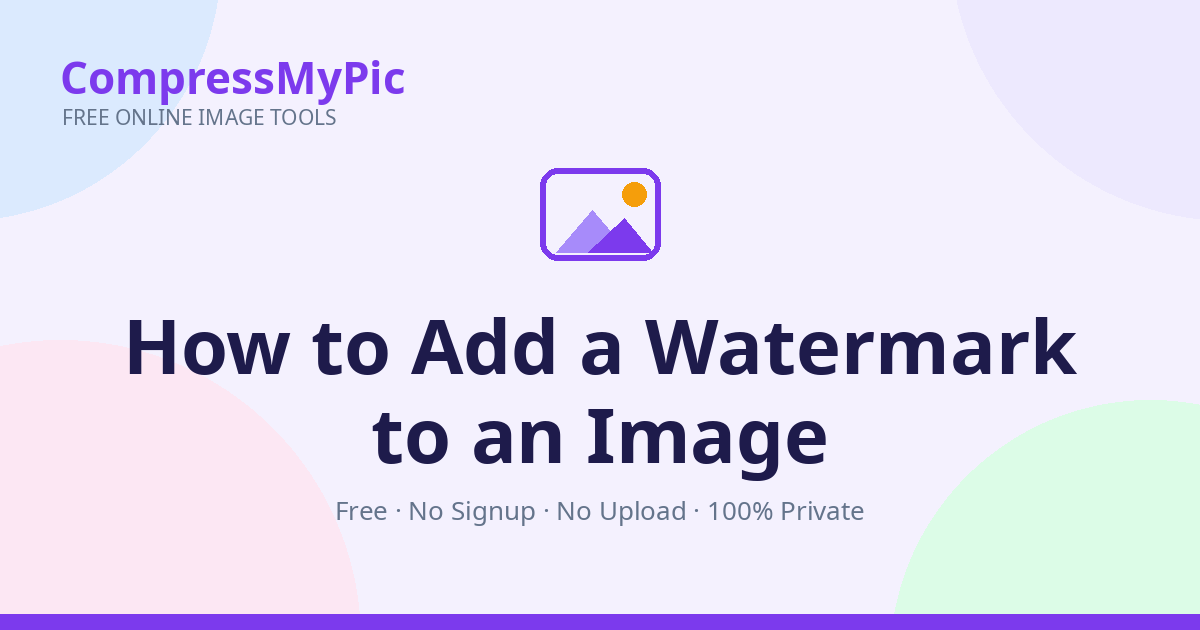 CompressMyPic
FREE ONLINE IMAGE TOOLS
How to Add a Watermark
to an Image
Free · No Signup · No Upload · 100% Private